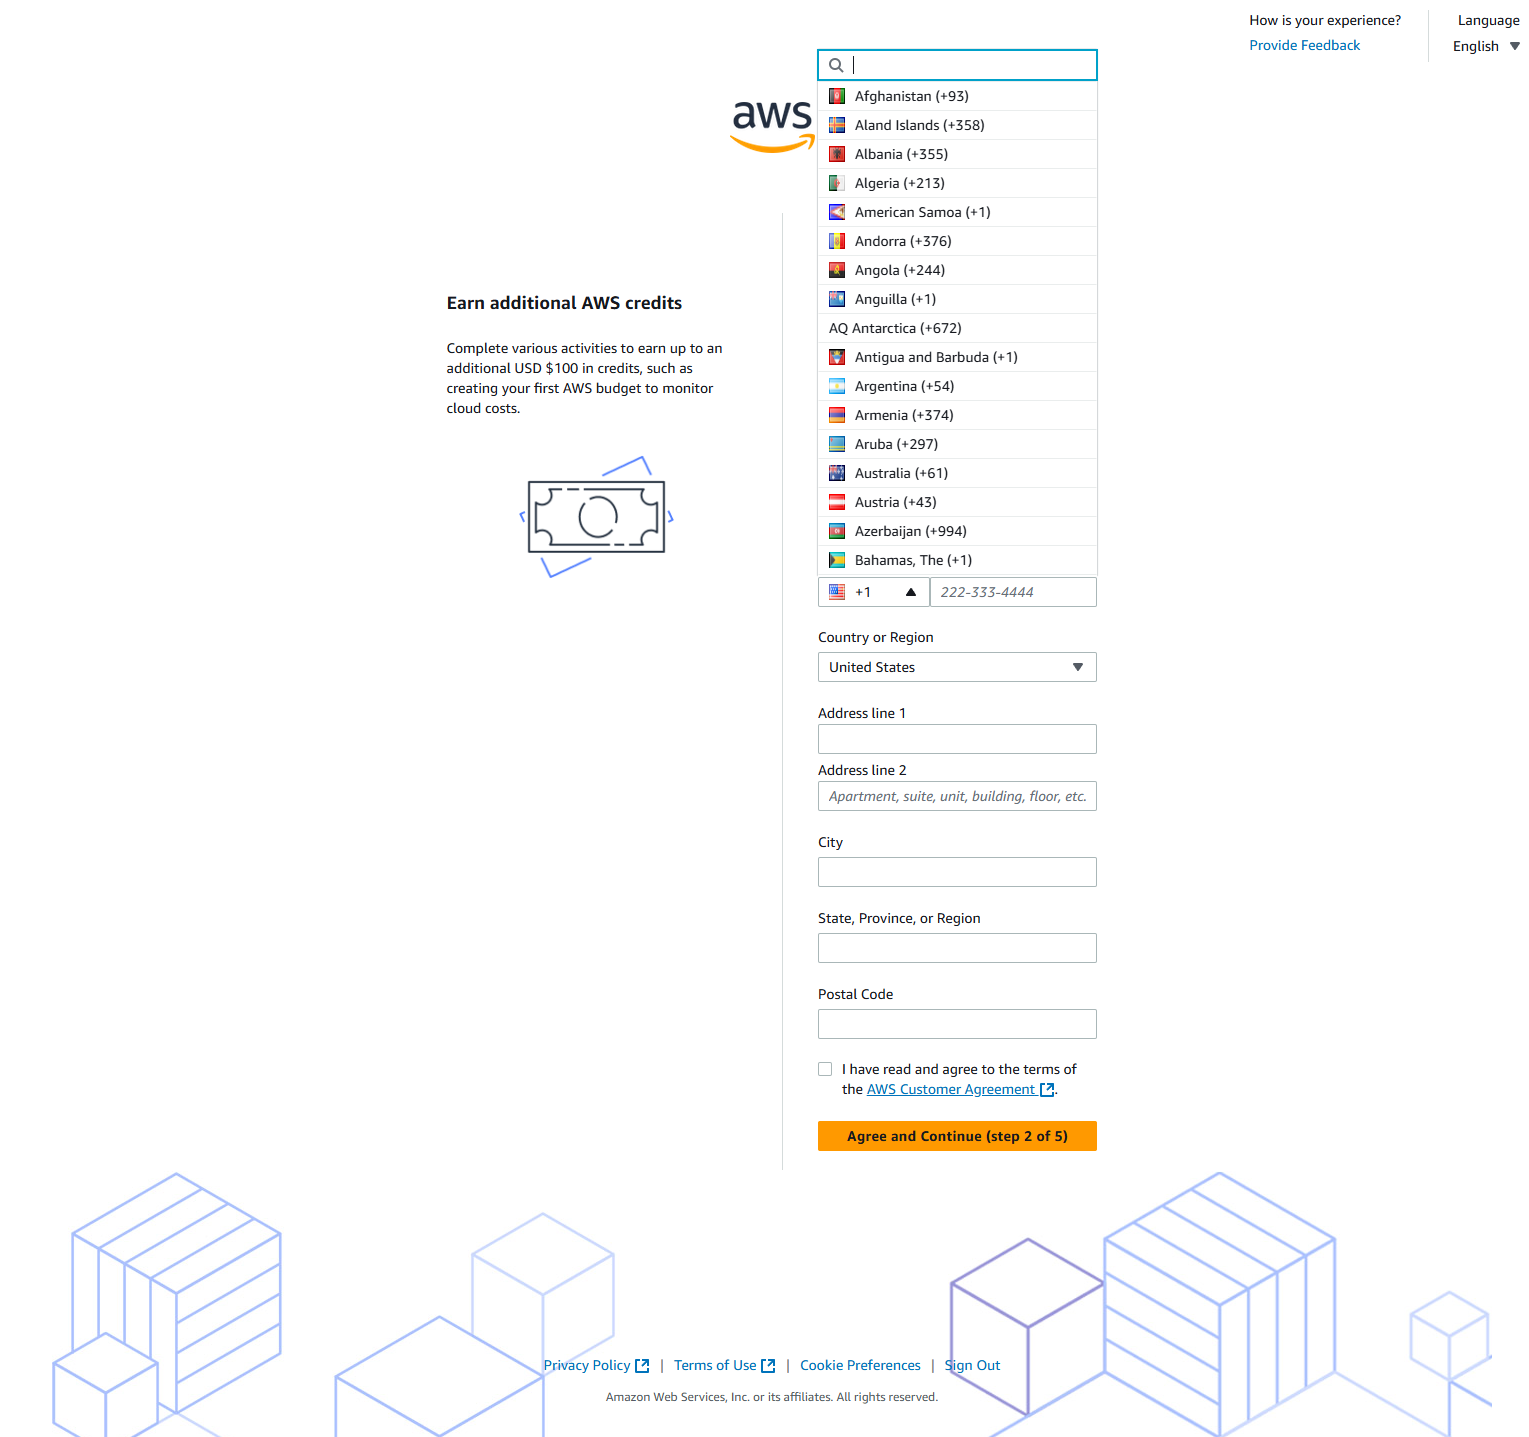 How is your experience?
Provide Feedback
Language
English
aws
Earn additional AWS credits
Complete various activities to earn up to an
additional USD $100 in credits, such as
creating your first AWS budget to monitor
cloud costs.
Afghanistan (+93)
Aland Islands (+358)
Albania (+355)
Algeria (+213)
American Samoa (+1)
Andorra (+376)
Angola (+244)
Anguilla (+1)
AQ Antarctica (+672)
Antigua and Barbuda (+1)
Argentina (+54)
Armenia (+374)
Aruba (+297)
Australia (+61)
Austria (+43)
Azerbaijan (+994)
Bahamas, The (+1)
+1
222-333-4444
Country or Region
United States
Address line 1
Address line 2
Apartment, suite, unit, building, floor, etc.
City
State, Province, or Region
Postal Code
I have read and agree to the terms of
the AWS Customer Agreement.
Agree and Continue (step 2 of 5)
Privacy Policy | Terms of Use | Cookie Preferences | Sign Out
Amazon Web Services, Inc. or its affiliates. All rights reserved.